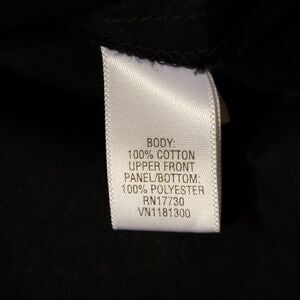 BODY:
100% COTTON
UPPER FRONT
PANEL/BOTTOM:
100% POLYESTER
RN17730
VN1181300